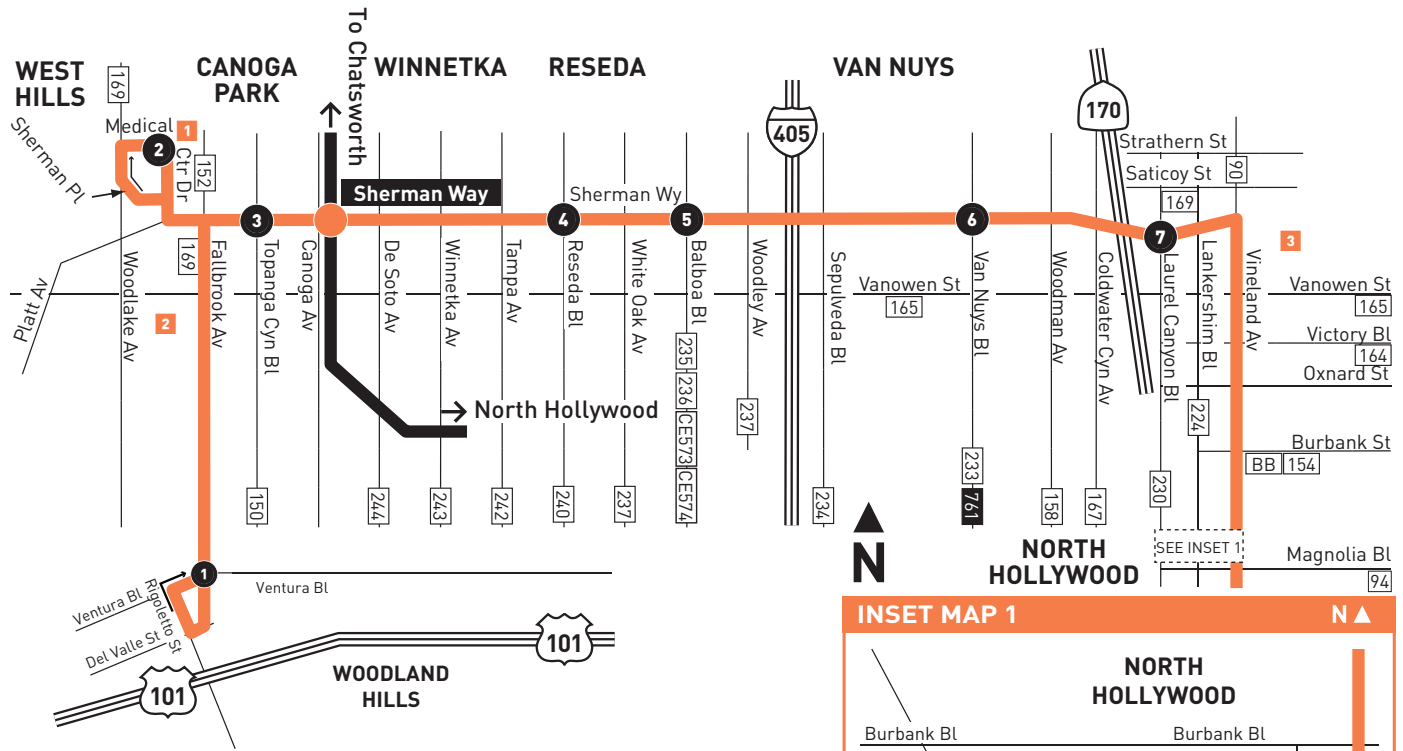 To Chatsworth
WEST
HILLS
CANOGA
PARK
WINNETKA
RESEDA
VAN NUYS
169
Medical
Ctr Dr
1
2
152
Sherman Pl
405
170
Strathern St
Saticoy St
90
169
Sherman Way
Sherman Wy
3
4
5
6
7
3
Platt Av
Woodlake Av
169
Fallbrook Av
Topanga Cyn Bl
Canoga Av
De Soto Av
Winnetka Av
Tampa Av
Reseda Bl
White Oak Av
Balboa Bl
Woodley Av
Sepulveda Bl
Van Nuys Bl
Woodman Av
Coldwater Cyn Av
Laurel Canyon Bl
Lankershim Bl
Vineland Av
Vanowen St
165
Vanowen St
165
2
Victory Bl
164
Oxnard St
North Hollywood
235
236
CE573
CE574
237
224
Burbank St
BB
154
150
244
243
242
240
237
234
233
761
158
167
230
N
NORTH
HOLLYWOOD
SEE INSET 1
Magnolia Bl
94
1
Ventura Bl
Ventura Bl
Rigoletto St
Del Valle St
101
101
WOODLAND
HILLS
INSET MAP 1
N
NORTH
HOLLYWOOD
Burbank Bl
Burbank Bl